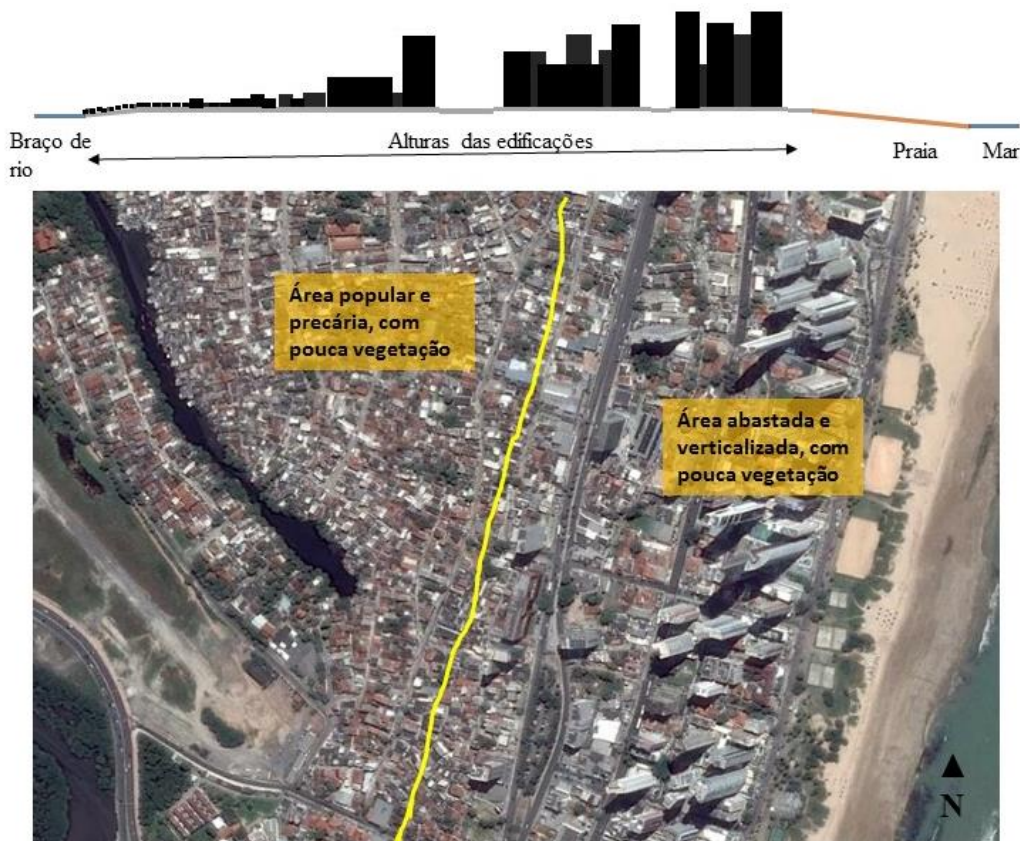 Braço de
rio
Alturas das edificações
Praia
Mar
Área popular e
precária, com
pouca vegetação
Área abastada e
verticalizada, com
pouca vegetação
N